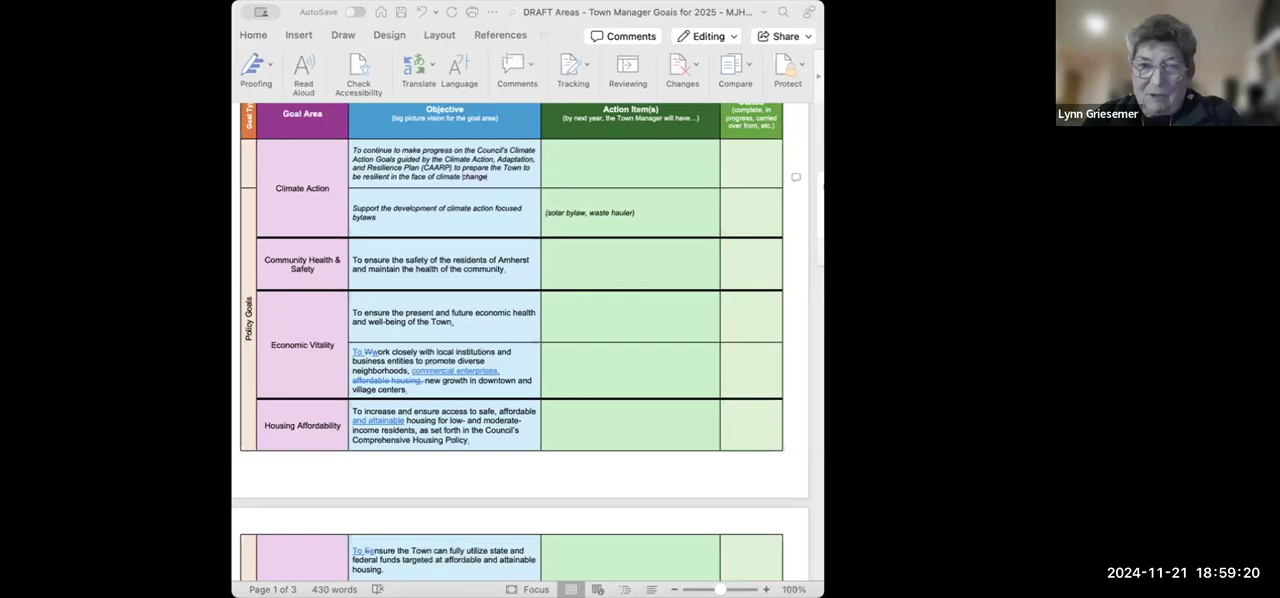 AutoSave
DRAFT Areas - Town Manager Goals for 2025 - MJH...
Home Insert Draw Design Layout References
Comments Editing Share
Proofing Read Aloud Check Accessibility Translate Language Comments Tracking Reviewing Changes Compare Protect
Goal Area
Objective
(big picture vision for the goal area)
Action Item(s)
(by next year, the Town Manager will have...)
(complete, in
progress, carried
over from, etc.)
Policy Goals
Climate Action
To continue to make progress on the Council's Climate
Action Goals guided by the Climate Action, Adaptation,
and Resilience Plan (CAARP) to prepare the Town to
be resilient in the face of climate change
Support the development of climate action focused
bylaws
(solar bylaw, waste hauler)
Community Health &
Safety
To ensure the safety of the residents of Amherst
and maintain the health of the community.
Economic Vitality
To ensure the present and future economic health
and well-being of the Town.
To Wwork closely with local institutions and
business entities to promote diverse
neighborhoods, commercial enterprises,
affordable housing, new growth in downtown and
village centers.
Housing Affordability
To increase and ensure access to safe, affordable
and attainable housing for low- and moderate-
income residents, as set forth in the Council's
Comprehensive Housing Policy.
To Eensure the Town can fully utilize state and
federal funds targeted at affordable and attainable
housing.
Page 1 of 3 430 words Focus 100%
Lynn Griesemer
2024-11-21 18:59:20